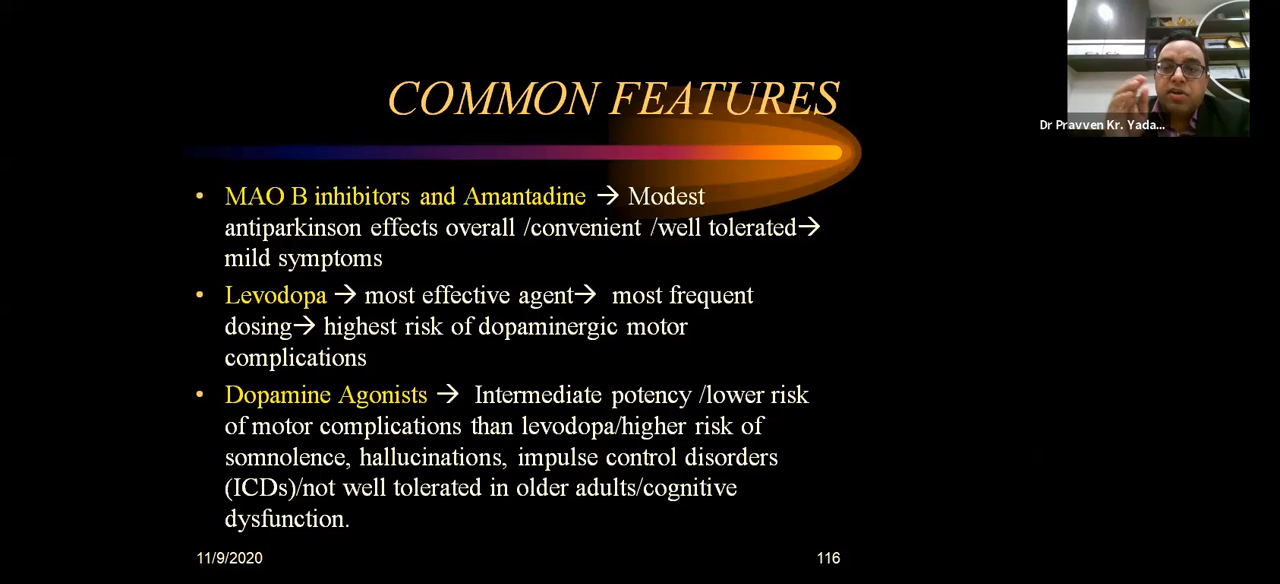 COMMON FEATURES
Dr Pravven Kr. Yada...
• MAO B inhibitors and Amantadine → Modest
antiparkinson effects overall /convenient /well tolerated→
mild symptoms
• Levodopa → most effective agent→ most frequent
dosing→ highest risk of dopaminergic motor
complications
• Dopamine Agonists → Intermediate potency /lower risk
of motor complications than levodopa/higher risk of
somnolence, hallucinations, impulse control disorders
(ICDs)/not well tolerated in older adults/cognitive
dysfunction.
11/9/2020
116